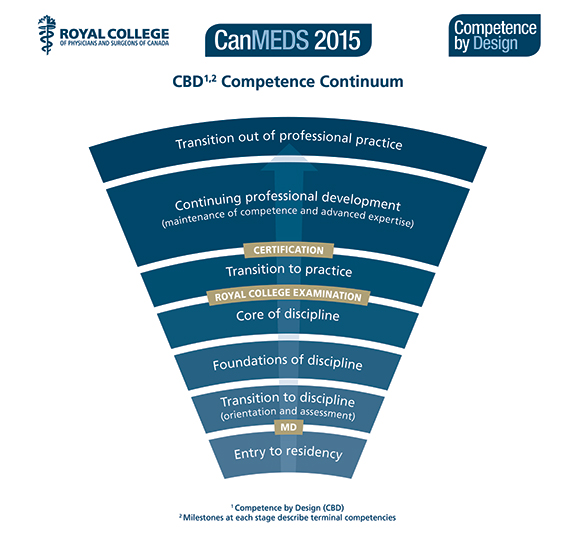 ROYAL COLLEGE
OF PHYSICIANS AND SURGEONS OF CANADA
CanMEDS 2015
Competence
by Design
CBD1,2 Competence Continuum
Transition out of professional practice
Continuing professional development
(maintenance of competence and advanced expertise)
CERTIFICATION
Transition to practice
ROYAL COLLEGE EXAMINATION
Core of discipline
Foundations of discipline
Transition to discipline
(orientation and assessment)
MD
Entry to residency
1 Competence by Design (CBD)
2 Milestones at each stage describe terminal competencies